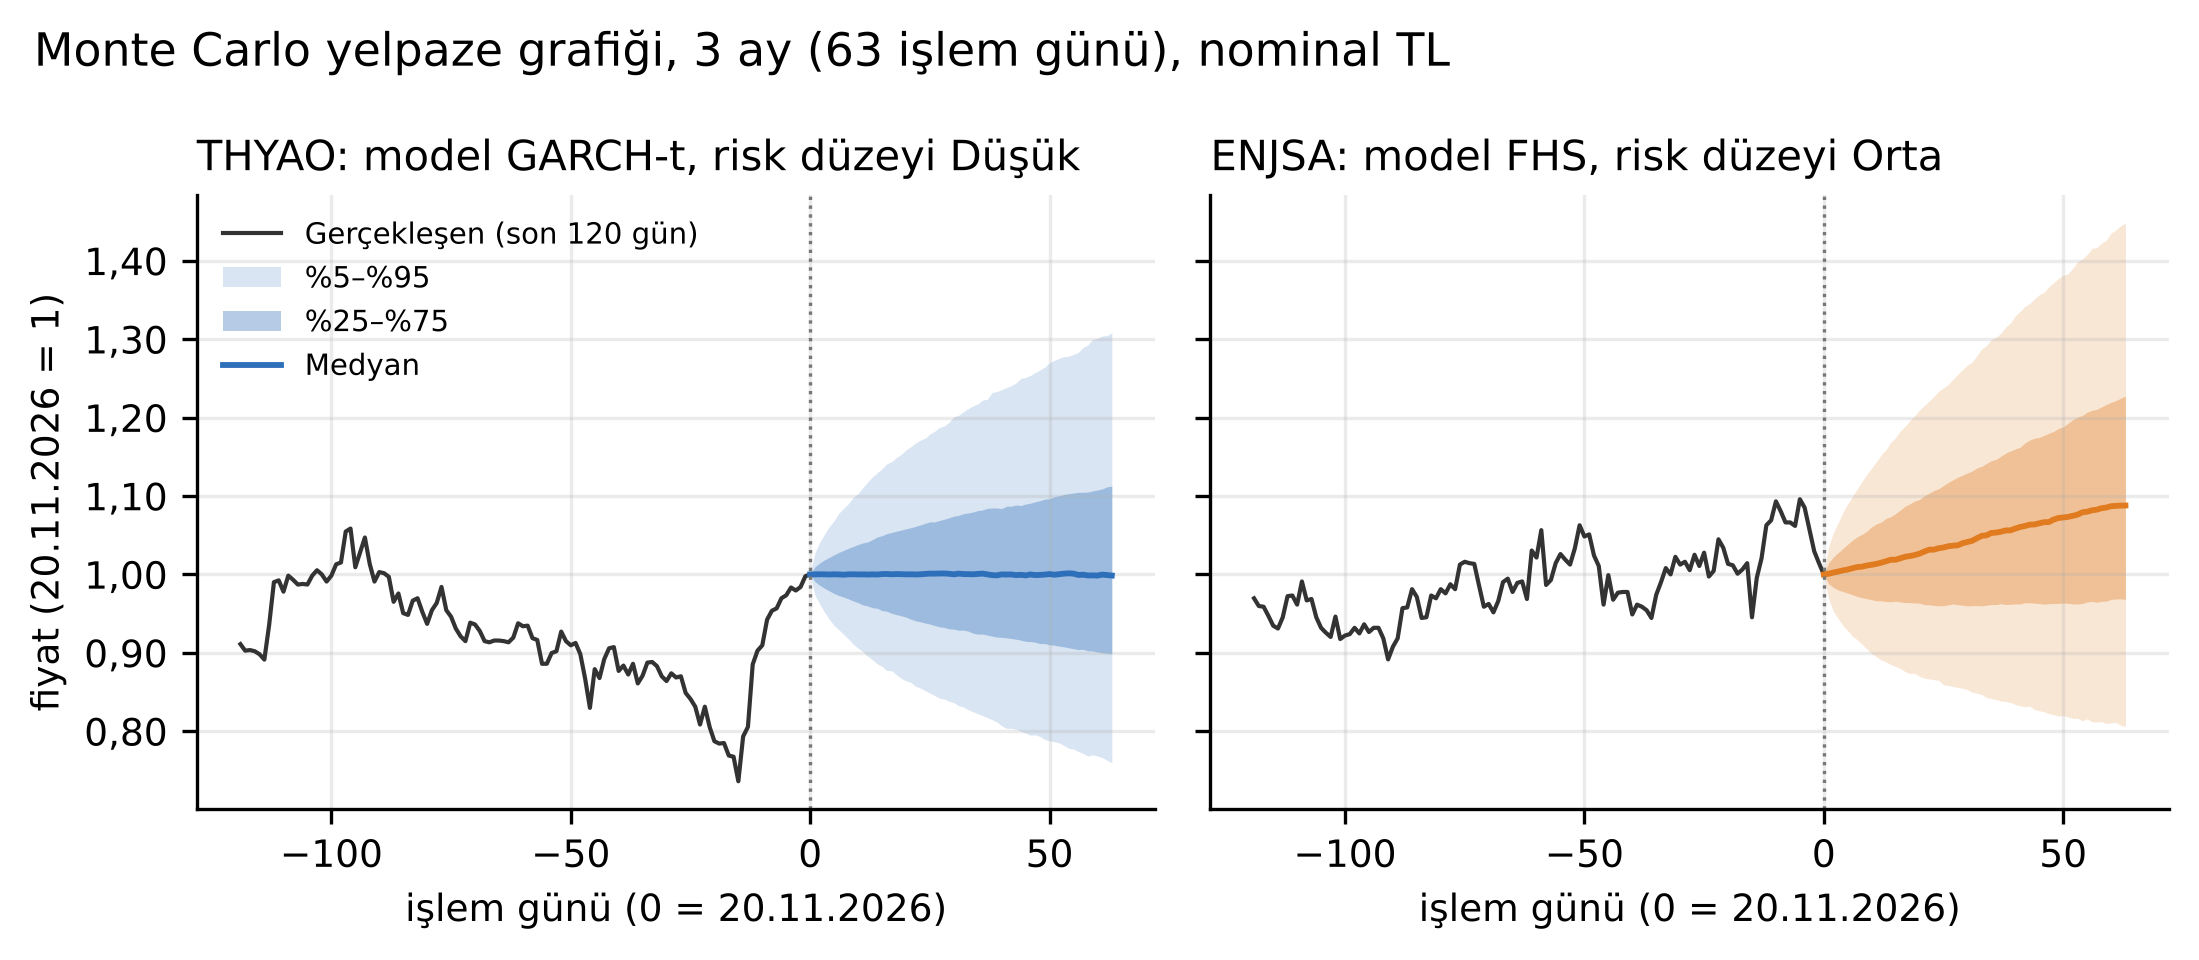 Monte Carlo yelpaze grafiği, 3 ay (63 işlem günü), nominal TL
THYAO: model GARCH-t, risk düzeyi Düşük
Gerçekleşen (son 120 gün)
%5–%95
%25–%75
Medyan
fiyat (20.11.2026 = 1)
1,40
1,30
1,20
1,10
1,00
0,90
0,80
−100 −50 0 50
işlem günü (0 = 20.11.2026)
ENJSA: model FHS, risk düzeyi Orta
−100 −50 0 50
işlem günü (0 = 20.11.2026)